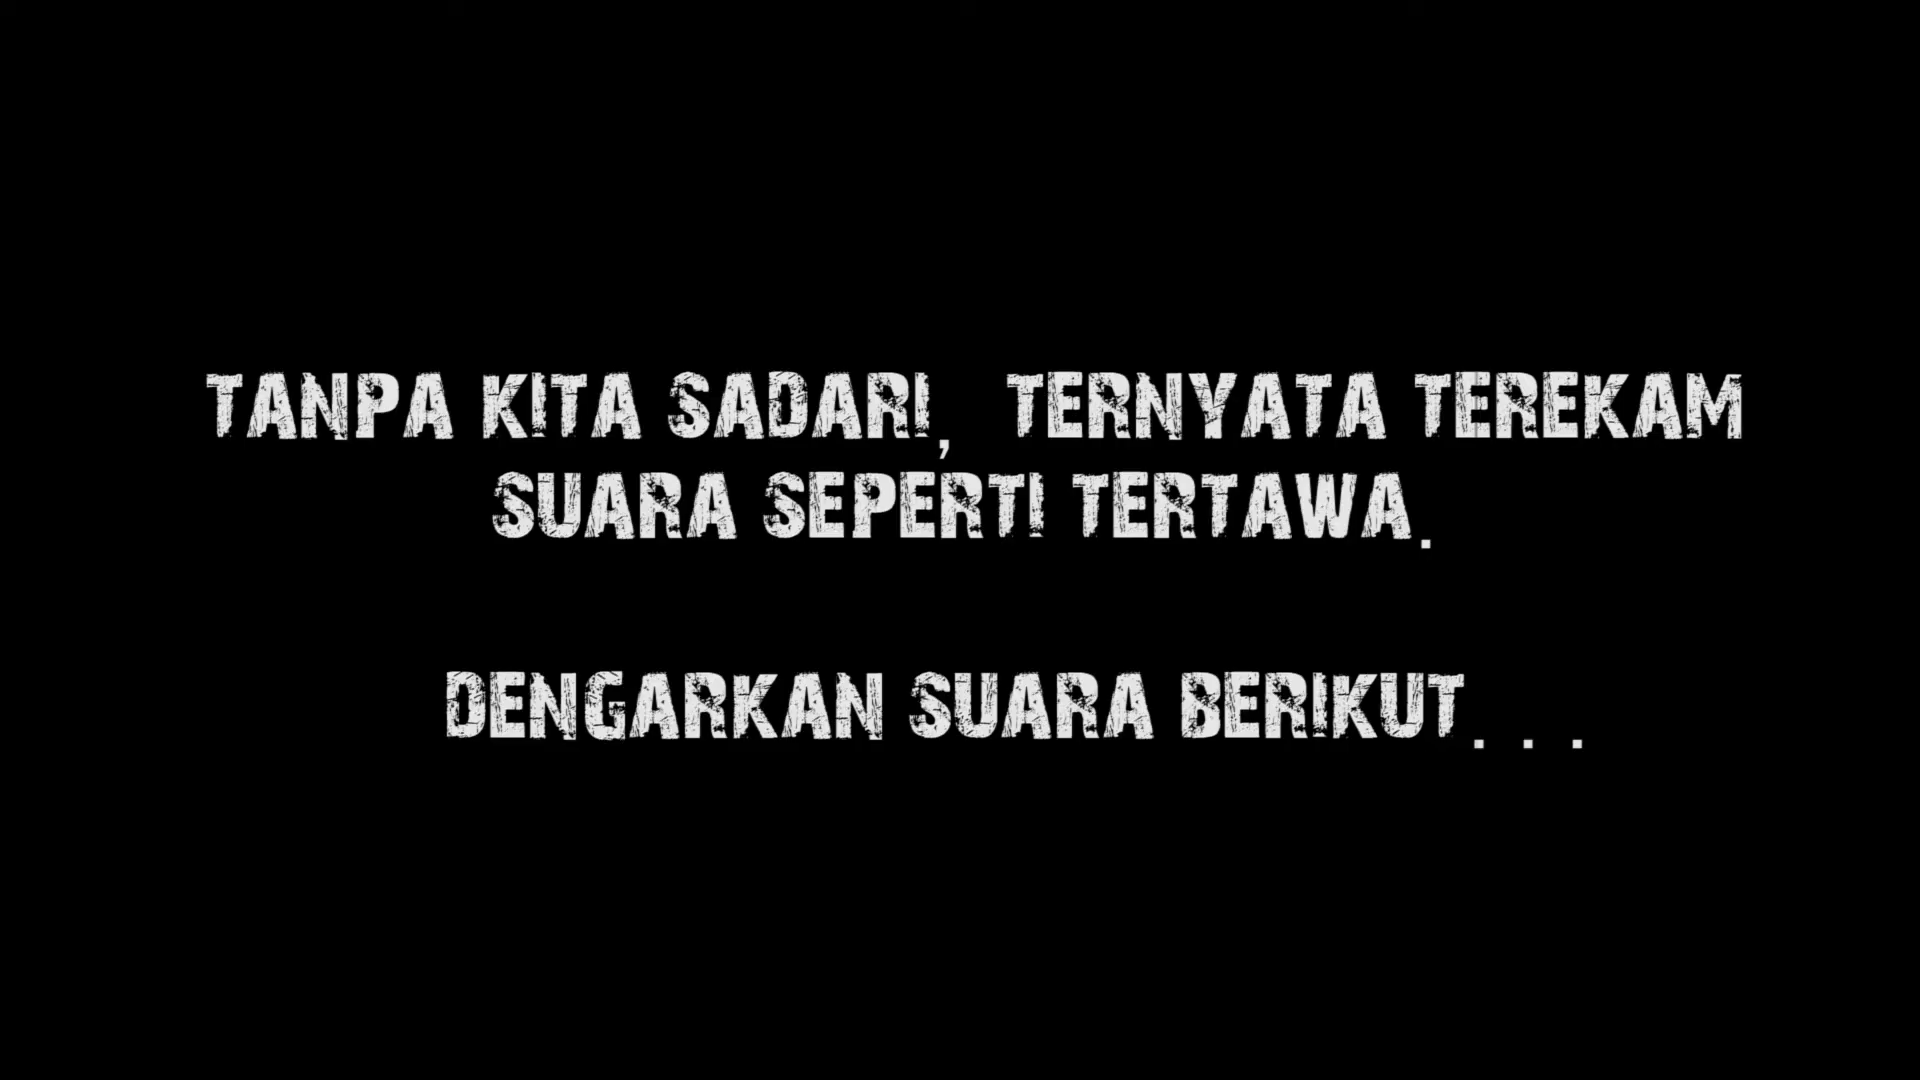 TANPA KITA SADARI, TERNYATA TEREKAM
SUARA SEPERTI TERTAWA.
DENGARKAN SUARA BERIKUT...